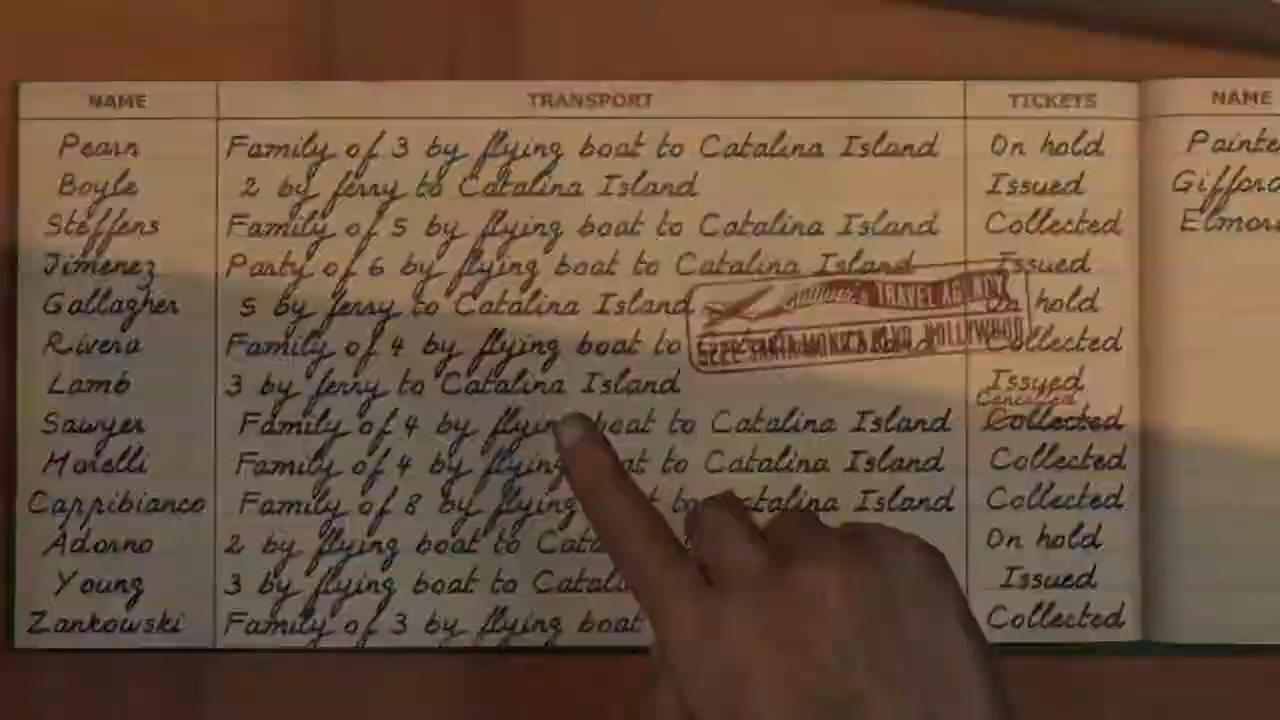 NAME TRANSPORT TICKETS NAME
Pearn Family of 3 by flying boat to Catalina Island On hold Painte
Boyle 2 by ferry to Catalina Island Issued Gifford
Steffens Family of 5 by flying boat to Catalina Island Collected Elmor
Jimenez Party of 6 by flying boat to Catalina Island Issued
Gallagher 5 by ferry to Catalina Island On hold
TRAVEL
SANTA MONICA BLVD. HOLLYWOOD
Rivera Family of 4 by flying boat to Collected
Lamb 3 by ferry to Catalina Island Issued
Cancelled
Sawyer Family of 4 by flying boat to Catalina Island Collected
Morelli Family of 4 by flying at to Catalina Island Collected
Cappibianco Family of 8 by flying t to Catalina Island Collected
Adorno 2 by flying boat to Cata On hold
Young 3 by flying boat to Catali Issued
Zankowski Family of 3 by flying boat Collected